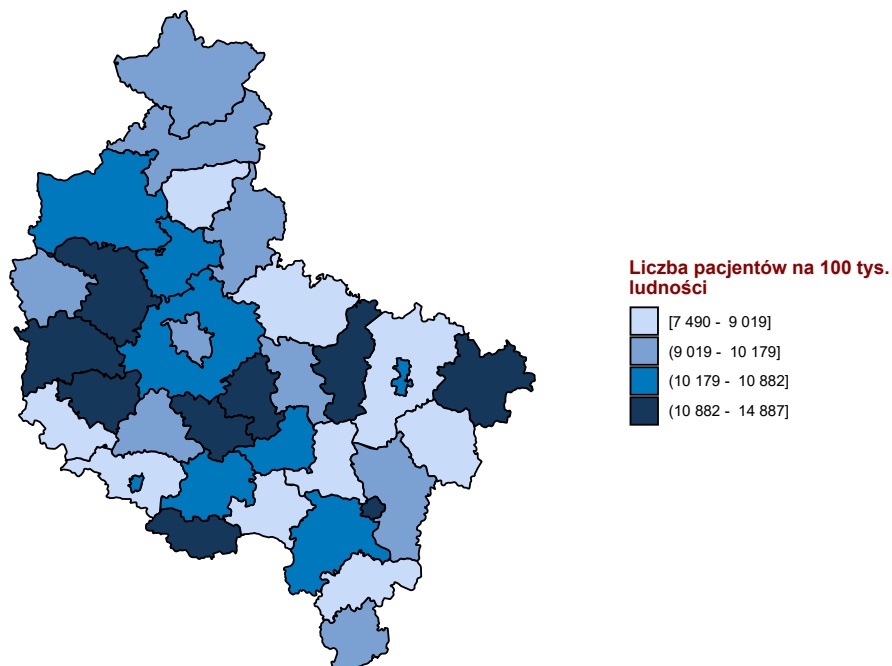 Liczba pacjentów na 100 tys.
ludności
[7 490 - 9 019]
(9 019 - 10 179]
(10 179 - 10 882]
(10 882 - 14 887]